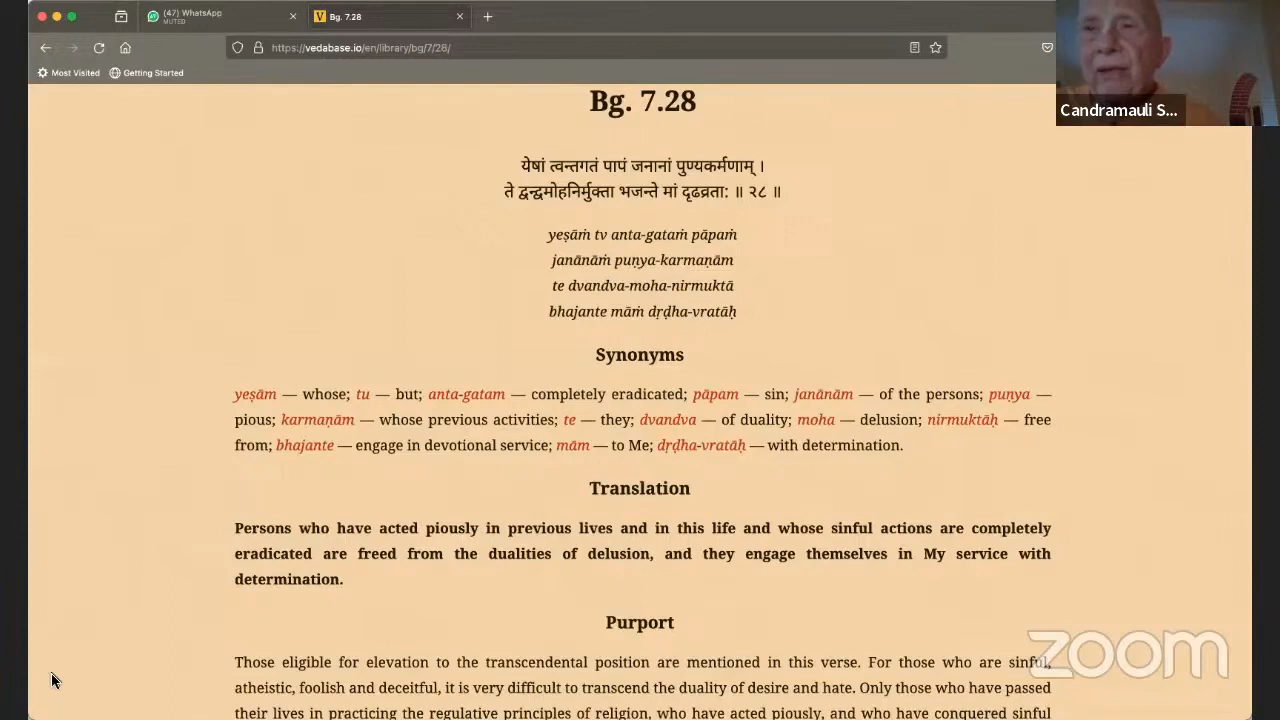 (47) WhatsApp
MUTED
Bg. 7.28
https://vedabase.io/en/library/bg/7/28/
Most Visited
Getting Started
Candramauli S...
Bg. 7.28
येषां त्वन्तगतं पापं जनानां पुण्यकर्मणाम् ।
ते द्वन्द्वमोहनिर्मुक्ता भजन्ते मां दृढव्रता: ॥ २८ ॥
yeṣāṁ tv anta-gataṁ pāpaṁ
janānāṁ puṇya-karmaṇām
te dvandva-moha-nirmuktā
bhajante māṁ dṛḍha-vratāḥ
Synonyms
yeṣām — whose; tu — but; anta-gatam — completely eradicated; pāpam — sin; janānām — of the persons; puṇya —
pious; karmaṇām — whose previous activities; te — they; dvandva — of duality; moha — delusion; nirmuktāḥ — free
from; bhajante — engage in devotional service; mām — to Me; dṛḍha-vratāḥ — with determination.
Translation
Persons who have acted piously in previous lives and in this life and whose sinful actions are completely
eradicated are freed from the dualities of delusion, and they engage themselves in My service with
determination.
Purport
Those eligible for elevation to the transcendental position are mentioned in this verse. For those who are sinful,
atheistic, foolish and deceitful, it is very difficult to transcend the duality of desire and hate. Only those who have passed
their lives in practicing the regulative principles of religion, who have acted piously, and who have conquered sinful
zoom